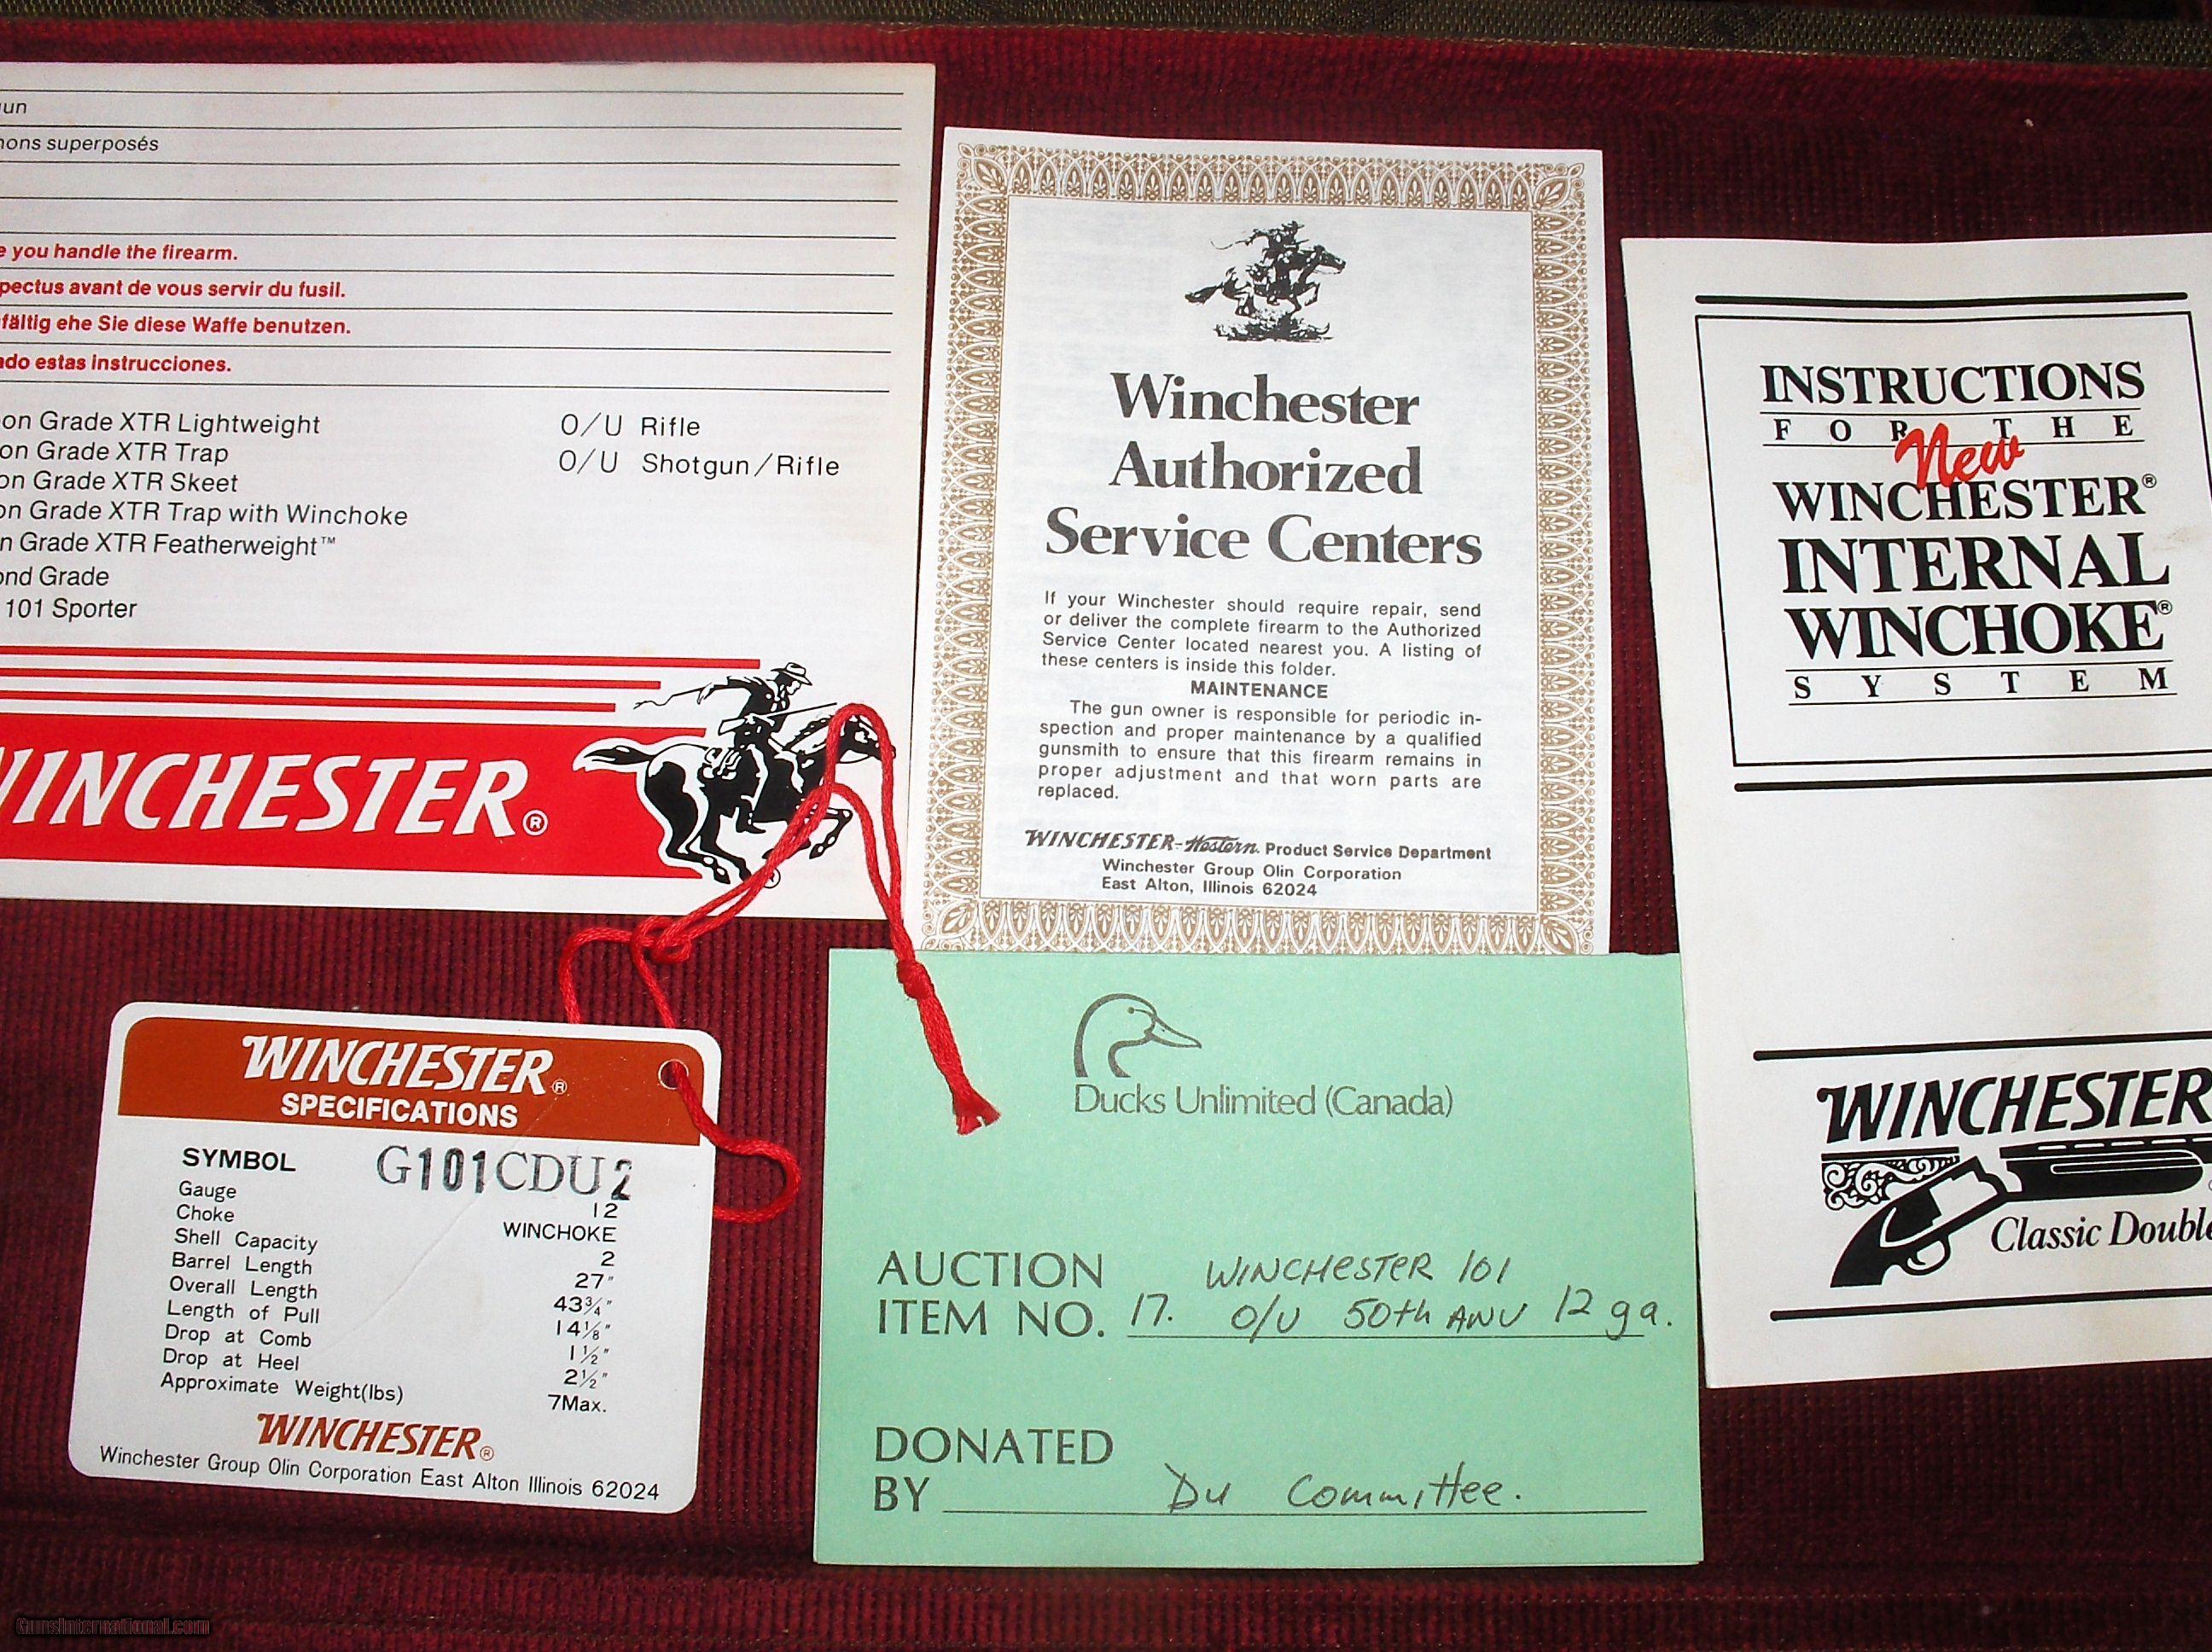 un
ons superposés
e you handle the firearm.
pectus avant de vous servir du fusil.
fältig ehe Sie diese Waffe benutzen.
do estas instrucciones.
on Grade XTR Lightweight
on Grade XTR Trap
on Grade XTR Skeet
on Grade XTR Trap with Winchoke
n Grade XTR Featherweight™
ond Grade
101 Sporter
O/U Rifle
O/U Shotgun/Rifle
WINCHESTER®
®
Winchester
Authorized
Service Centers
If your Winchester should require repair, send
or deliver the complete firearm to the Authorized
Service Center located nearest you. A listing of
these centers is inside this folder.
MAINTENANCE
The gun owner is responsible for periodic in-
spection and proper maintenance by a qualified
gunsmith to ensure that this firearm remains in
proper adjustment and that worn parts are
replaced.
WINCHESTER-Western Product Service Department
Winchester Group Olin Corporation
East Alton, Illinois 62024
INSTRUCTIONS
FOR THE
New
WINCHESTER®
INTERNAL
WINCHOKE®
SYSTEM
WINCHESTER
Classic Double
WINCHESTER®
SPECIFICATIONS
SYMBOL G101CDU2
Gauge 12
Choke WINCHOKE
Shell Capacity 2
Barrel Length 27"
Overall Length 43¾"
Length of Pull 14⅛"
Drop at Comb 1½"
Drop at Heel 2½"
Approximate Weight(lbs) 7Max.
WINCHESTER®
Winchester Group Olin Corporation East Alton Illinois 62024
Ducks Unlimited (Canada)
AUCTION WINCHESTER 101
ITEM NO. 17. O/U 50th ANV 12 ga.
DONATED
BY DU Committee.
GunsInternational.com